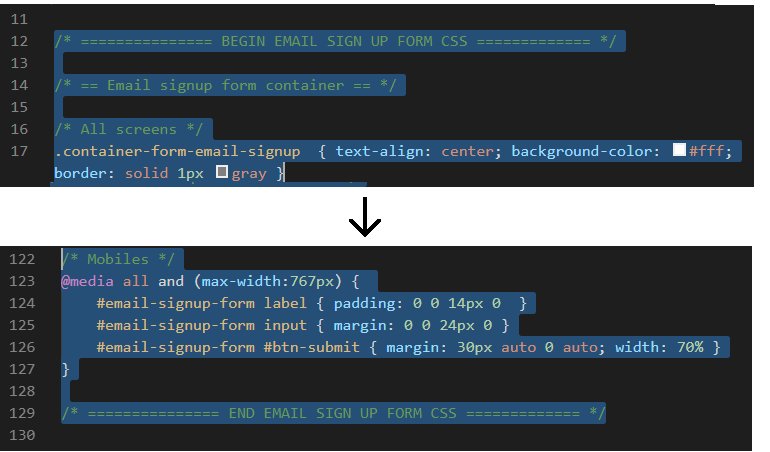 11
12 /* =============== BEGIN EMAIL SIGN UP FORM CSS ============= */
13
14 /* == Email signup form container == */
15
16 /* All screens */
17 .container-form-email-signup  { text-align: center; background-color: #fff;
border: solid 1px gray }
122 /* Mobiles */
123 @media all and (max-width:767px) {
124     #email-signup-form label { padding: 0 0 14px 0  }
125     #email-signup-form input { margin: 0 0 24px 0 }
126     #email-signup-form #btn-submit { margin: 30px auto 0 auto; width: 70% }
127 }
128
129 /* =============== END EMAIL SIGN UP FORM CSS ============= */
130